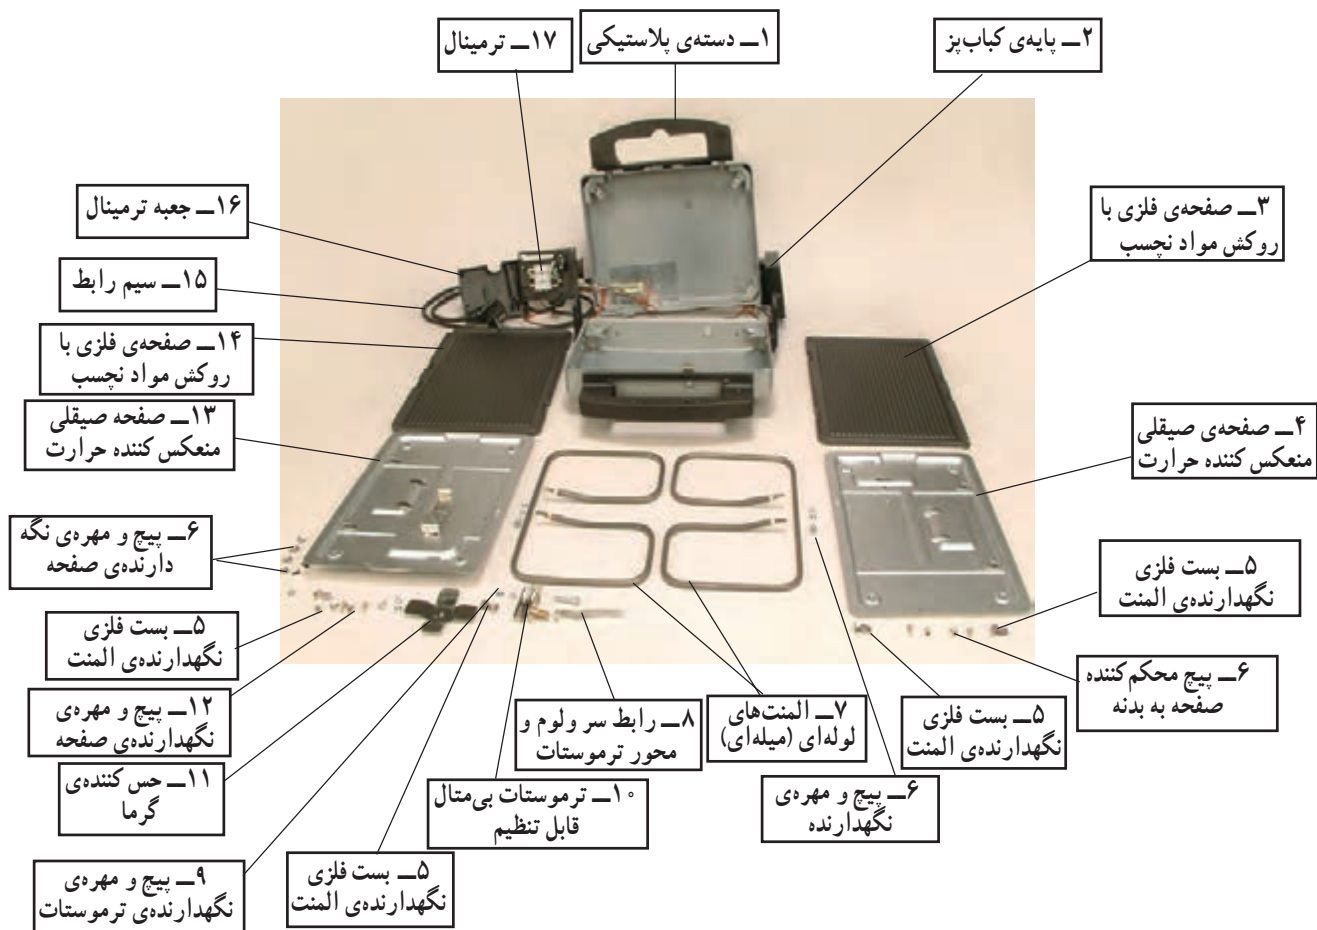 ۱ــ دسته‌ی پلاستیکی
۲ــ پایه‌ی کباب‌پز
۳ــ صفحه‌ی فلزی با
روکش مواد نچسب
۴ــ صفحه‌ی صیقلی
منعکس کننده حرارت
۵ــ بست فلزی
نگهدارنده‌ی المنت
۶ــ پیچ محکم‌کننده
صفحه به بدنه
۵ــ بست فلزی
نگهدارنده‌ی المنت
۶ــ پیچ و مهره‌ی
نگهدارنده
۷ــ المنت‌های
لوله‌ای (میله‌ای)
۸ــ رابط سر ولوم و
محور ترموستات
۱۰ــ ترموستات بی‌متال
قابل تنظیم
۵ــ بست فلزی
نگهدارنده‌ی المنت
۹ــ پیچ و مهره‌ی
نگهدارنده‌ی ترموستات
۱۱ــ حس کننده‌ی
گرما
۱۲ــ پیچ و مهره‌ی
نگهدارنده‌ی صفحه
۵ــ بست فلزی
نگهدارنده‌ی المنت
۶ــ پیچ و مهره‌ی نگه
دارنده‌ی صفحه
۱۳ــ صفحه صیقلی
منعکس کننده حرارت
۱۴ــ صفحه‌ی فلزی با
روکش مواد نچسب
۱۵ــ سیم رابط
۱۶ــ جعبه ترمینال
۱۷ــ ترمینال